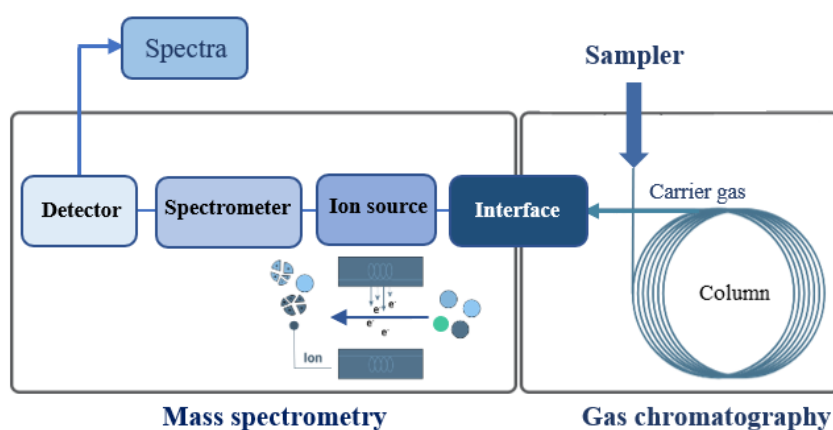 Spectra
Sampler
Detector
Spectrometer
Ion source
Interface
Carrier gas
Column
e⁻
e⁻
e⁻
e⁻
Ion
Mass spectrometry
Gas chromatography